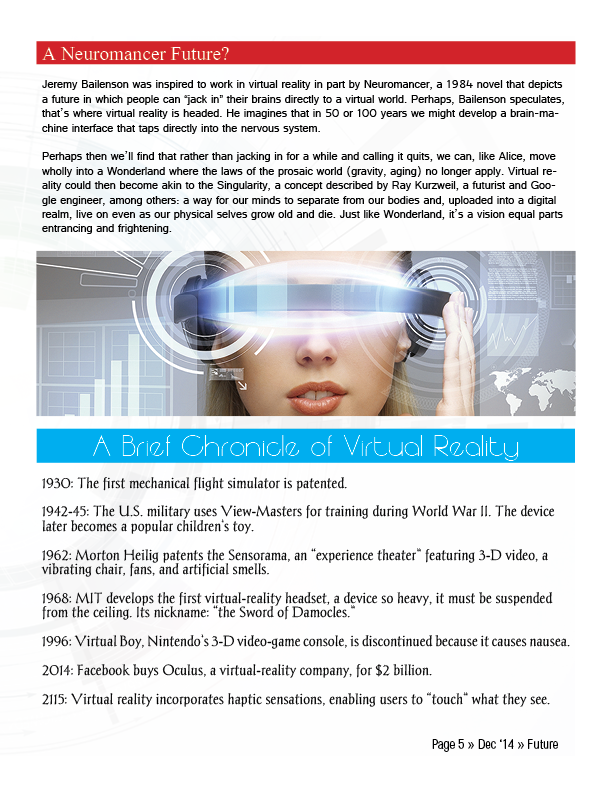 A Neuromancer Future?
Jeremy Bailenson was inspired to work in virtual reality in part by Neuromancer, a 1984 novel that depicts
a future in which people can “jack in” their brains directly to a virtual world. Perhaps, Bailenson speculates,
that’s where virtual reality is headed. He imagines that in 50 or 100 years we might develop a brain-ma-
chine interface that taps directly into the nervous system.
Perhaps then we’ll find that rather than jacking in for a while and calling it quits, we can, like Alice, move
wholly into a Wonderland where the laws of the prosaic world (gravity, aging) no longer apply. Virtual re-
ality could then become akin to the Singularity, a concept described by Ray Kurzweil, a futurist and Goo-
gle engineer, among others: a way for our minds to separate from our bodies and, uploaded into a digital
realm, live on even as our physical selves grow old and die. Just like Wonderland, it’s a vision equal parts
entrancing and frightening.
A Brief Chronicle of Virtual Reality
1930: The first mechanical flight simulator is patented.
1942-45: The U.S. military uses View-Masters for training during World War II. The device
later becomes a popular children's toy.
1962: Morton Heilig patents the Sensorama, an "experience theater" featuring 3-D video, a
vibrating chair, fans, and artificial smells.
1968: MIT develops the first virtual-reality headset, a device so heavy, it must be suspended
from the ceiling. Its nickname: "the Sword of Damocles."
1996: Virtual Boy, Nintendo's 3-D video-game console, is discontinued because it causes nausea.
2014: Facebook buys Oculus, a virtual-reality company, for $2 billion.
2115: Virtual reality incorporates haptic sensations, enabling users to "touch" what they see.
Page 5 » Dec ‘14 » Future